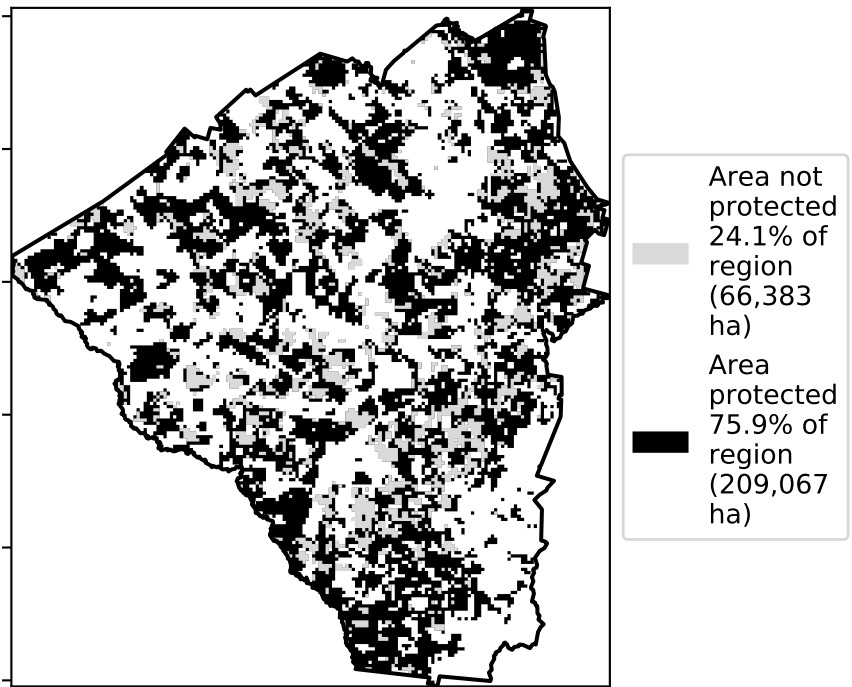 Area not
protected
24.1% of
region
(66,383
ha)
Area
protected
75.9% of
region
(209,067
ha)